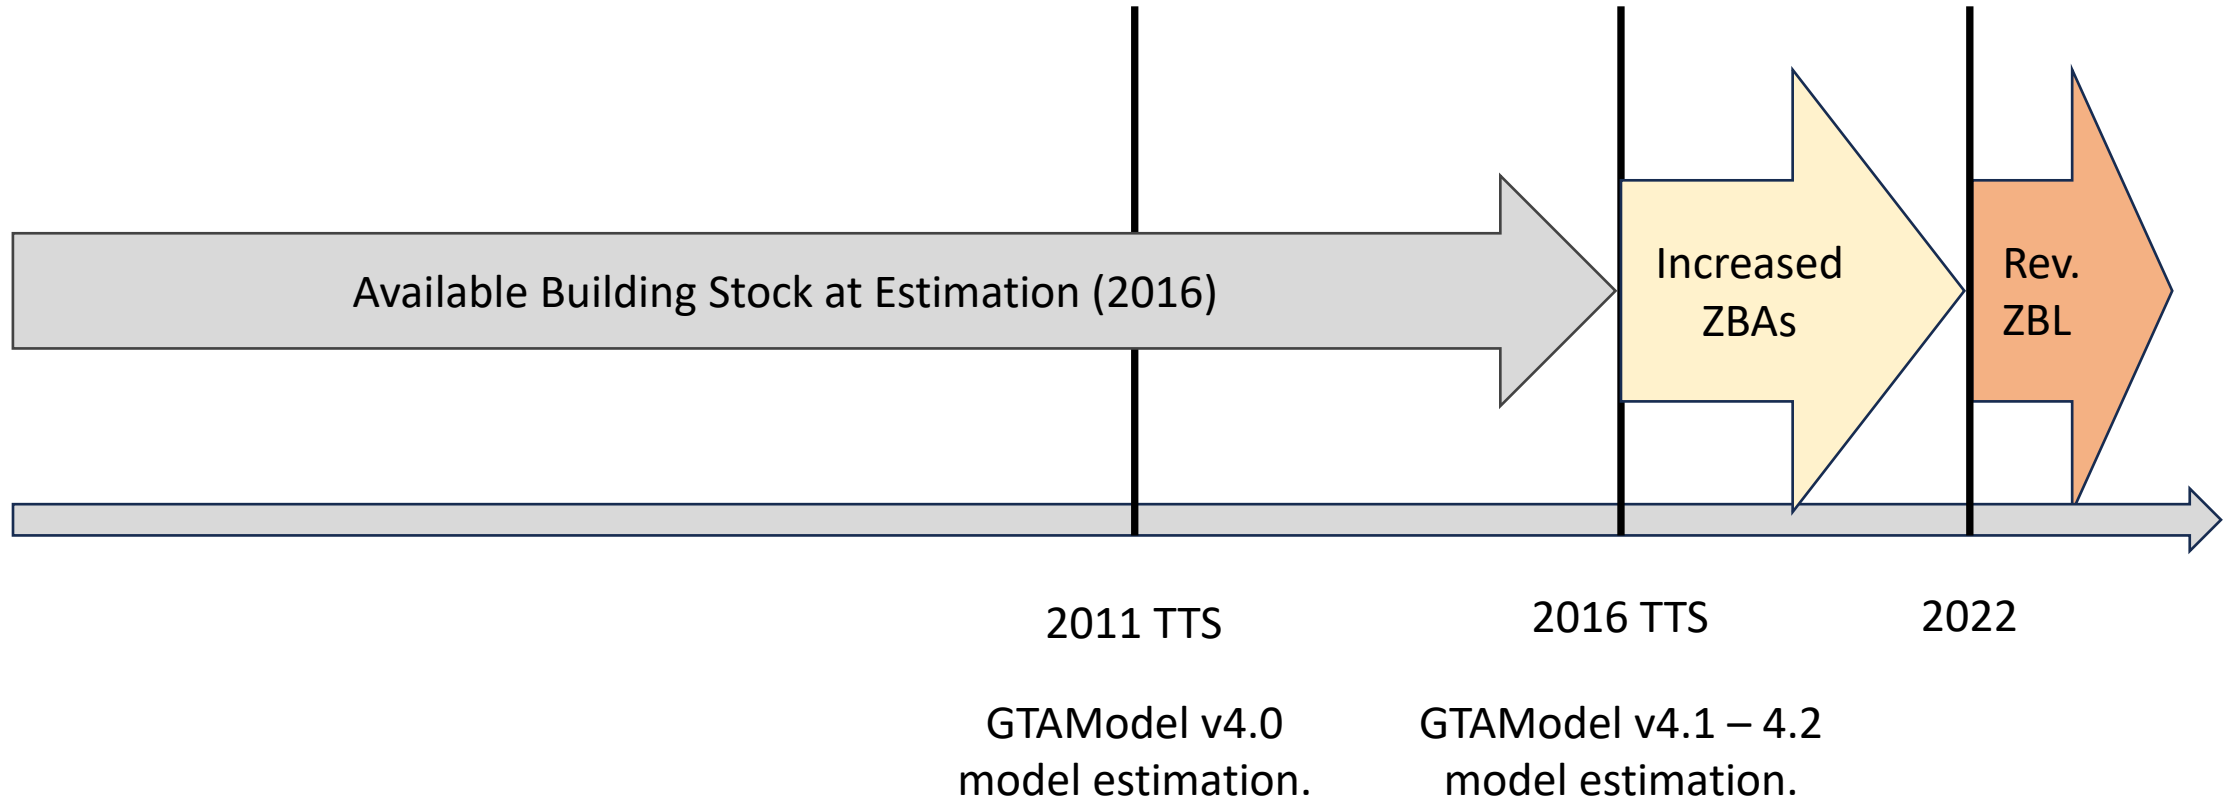 Available Building Stock at Estimation (2016)
Increased
ZBAs
Rev.
ZBL
2011 TTS
2016 TTS
2022
GTAModel v4.0
model estimation.
GTAModel v4.1 – 4.2
model estimation.